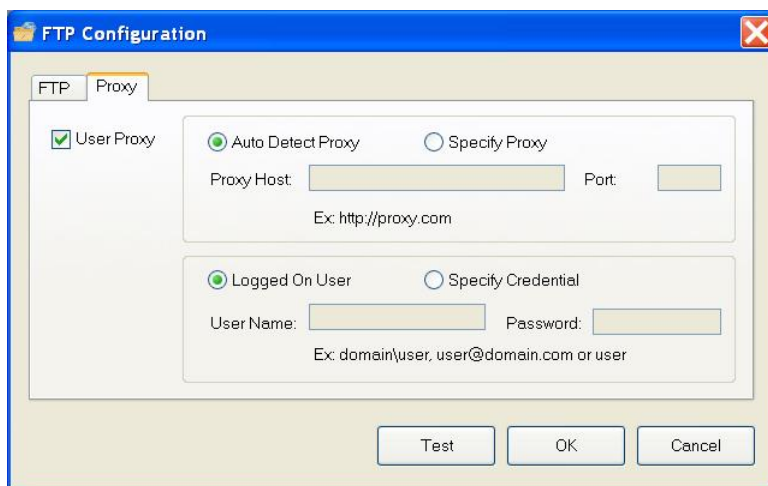 FTP Configuration
FTP Proxy
User Proxy
Auto Detect Proxy Specify Proxy
Proxy Host: Port:
Ex: http://proxy.com
Logged On User Specify Credential
User Name: Password:
Ex: domain\user, user@domain.com or user
Test OK Cancel